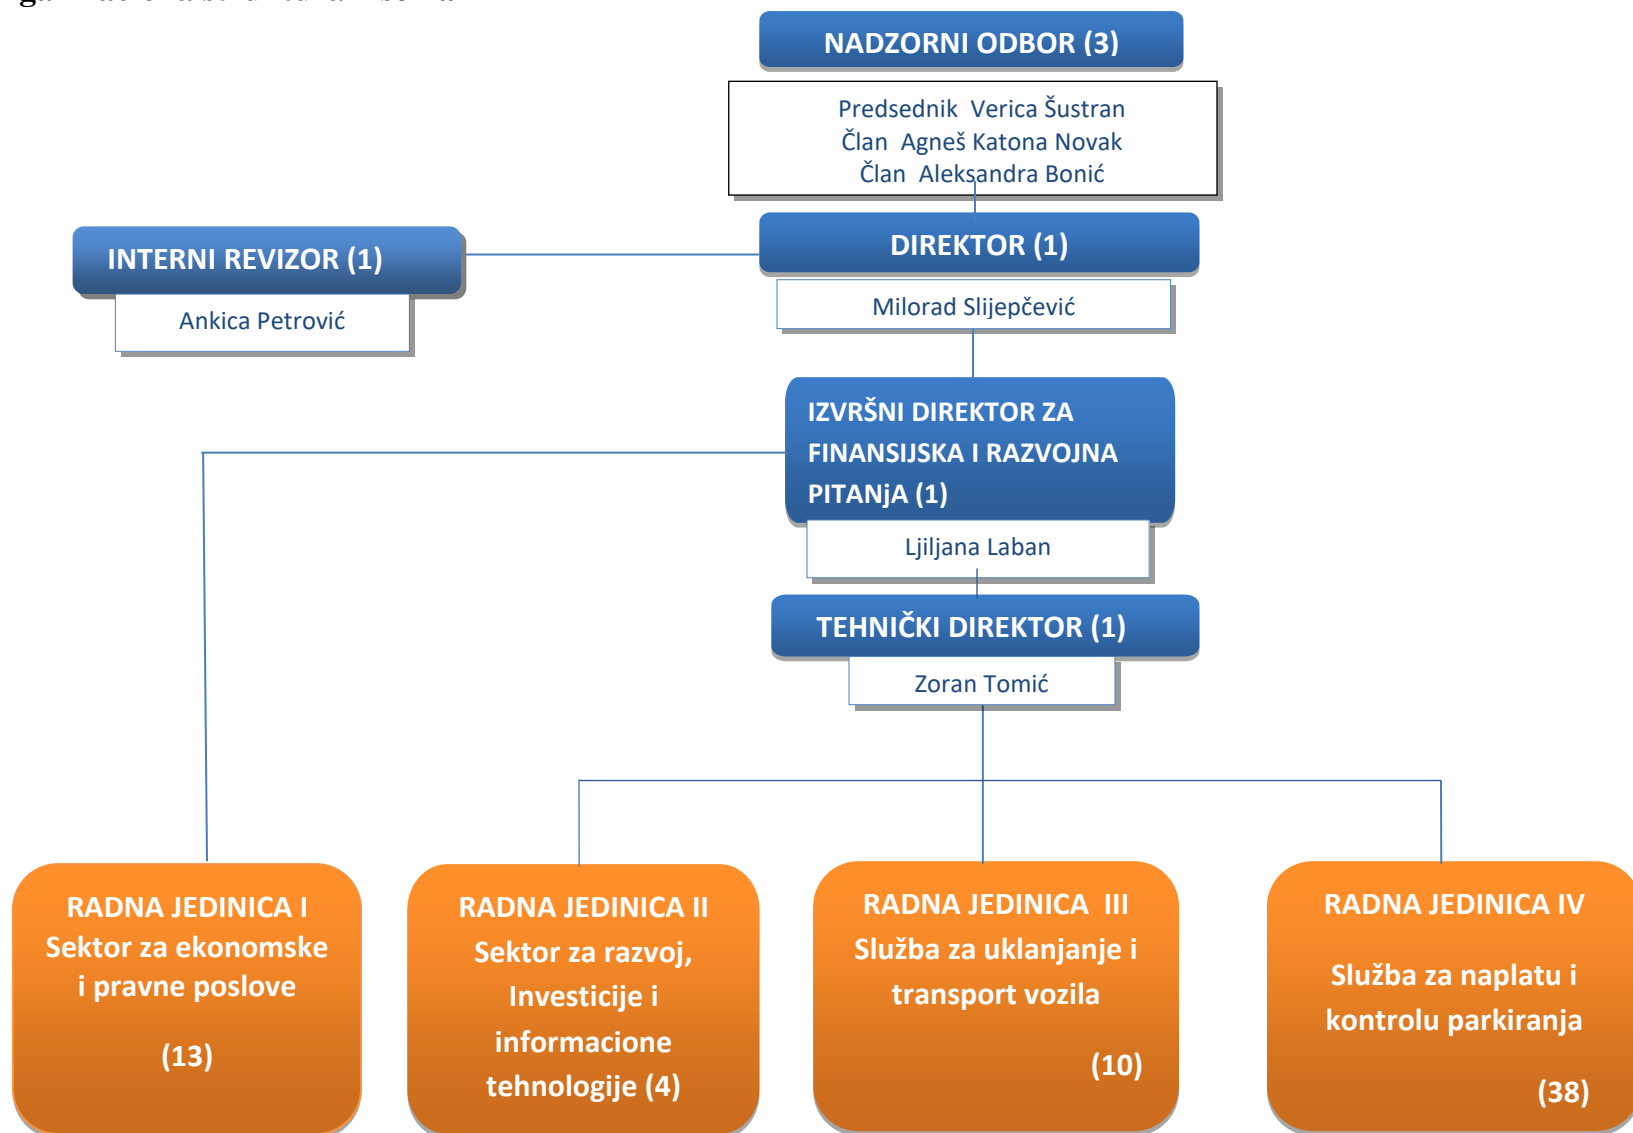 NADZORNI ODBOR (3)
Predsednik  Verica Šustran
Član  Agneš Katona Novak
Član  Aleksandra Bonić
INTERNI REVIZOR (1)
Ankica Petrović
DIREKTOR (1)
Milorad Slijepčević
IZVRŠNI DIREKTOR ZA
FINANSIJSKA I RAZVOJNA
PITANjA (1)
Ljiljana Laban
TEHNIČKI DIREKTOR (1)
Zoran Tomić
RADNA JEDINICA I
Sektor za ekonomske
i pravne poslove
(13)
RADNA JEDINICA II
Sektor za razvoj,
Investicije i
informacione
tehnologije (4)
RADNA JEDINICA  III
Služba za uklanjanje i
transport vozila
(10)
RADNA JEDINICA IV
Služba za naplatu i
kontrolu parkiranja
(38)